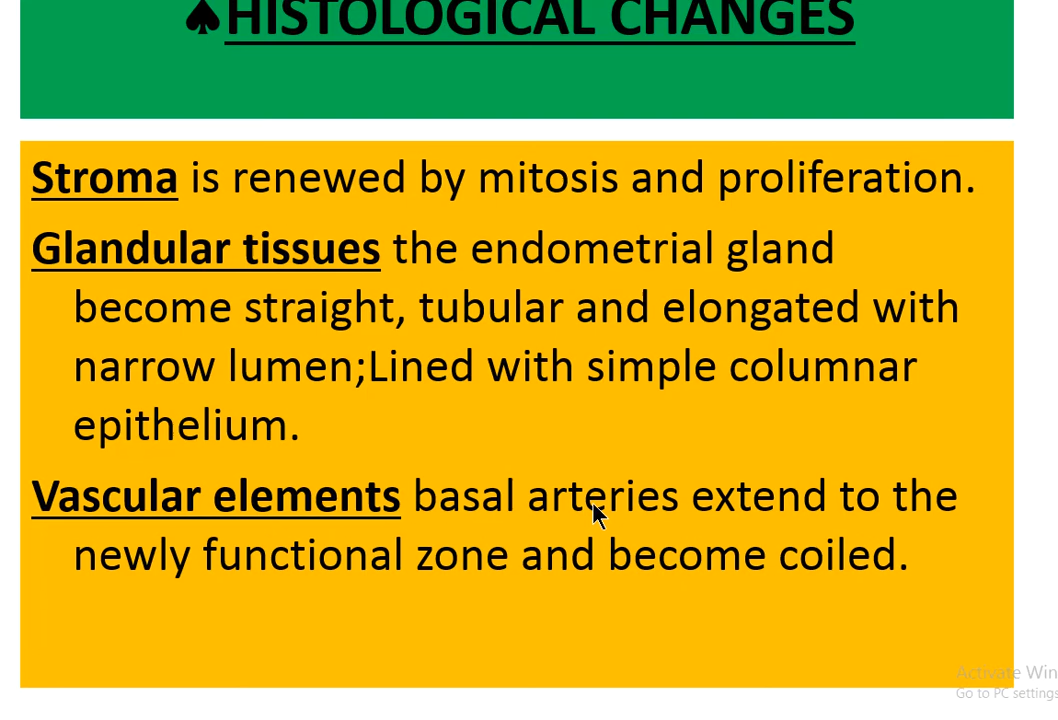 ♠HISTOLOGICAL CHANGES
Stroma is renewed by mitosis and proliferation.
Glandular tissues the endometrial gland
become straight, tubular and elongated with
narrow lumen;Lined with simple columnar
epithelium.
Vascular elements basal arteries extend to the
newly functional zone and become coiled.
Activate Win
Go to PC settings